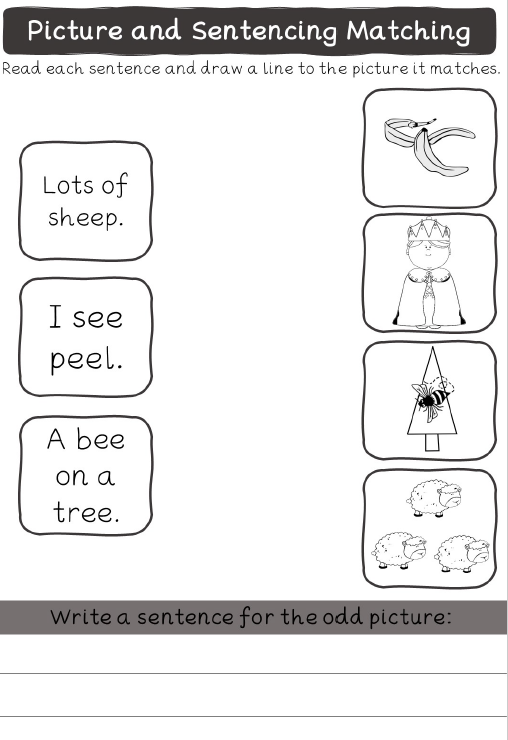 Picture and Sentencing Matching
Read each sentence and draw a line to the picture it matches.
Lots of
sheep.
I see
peel.
A bee
on a
tree.
Write a sentence for the odd picture: